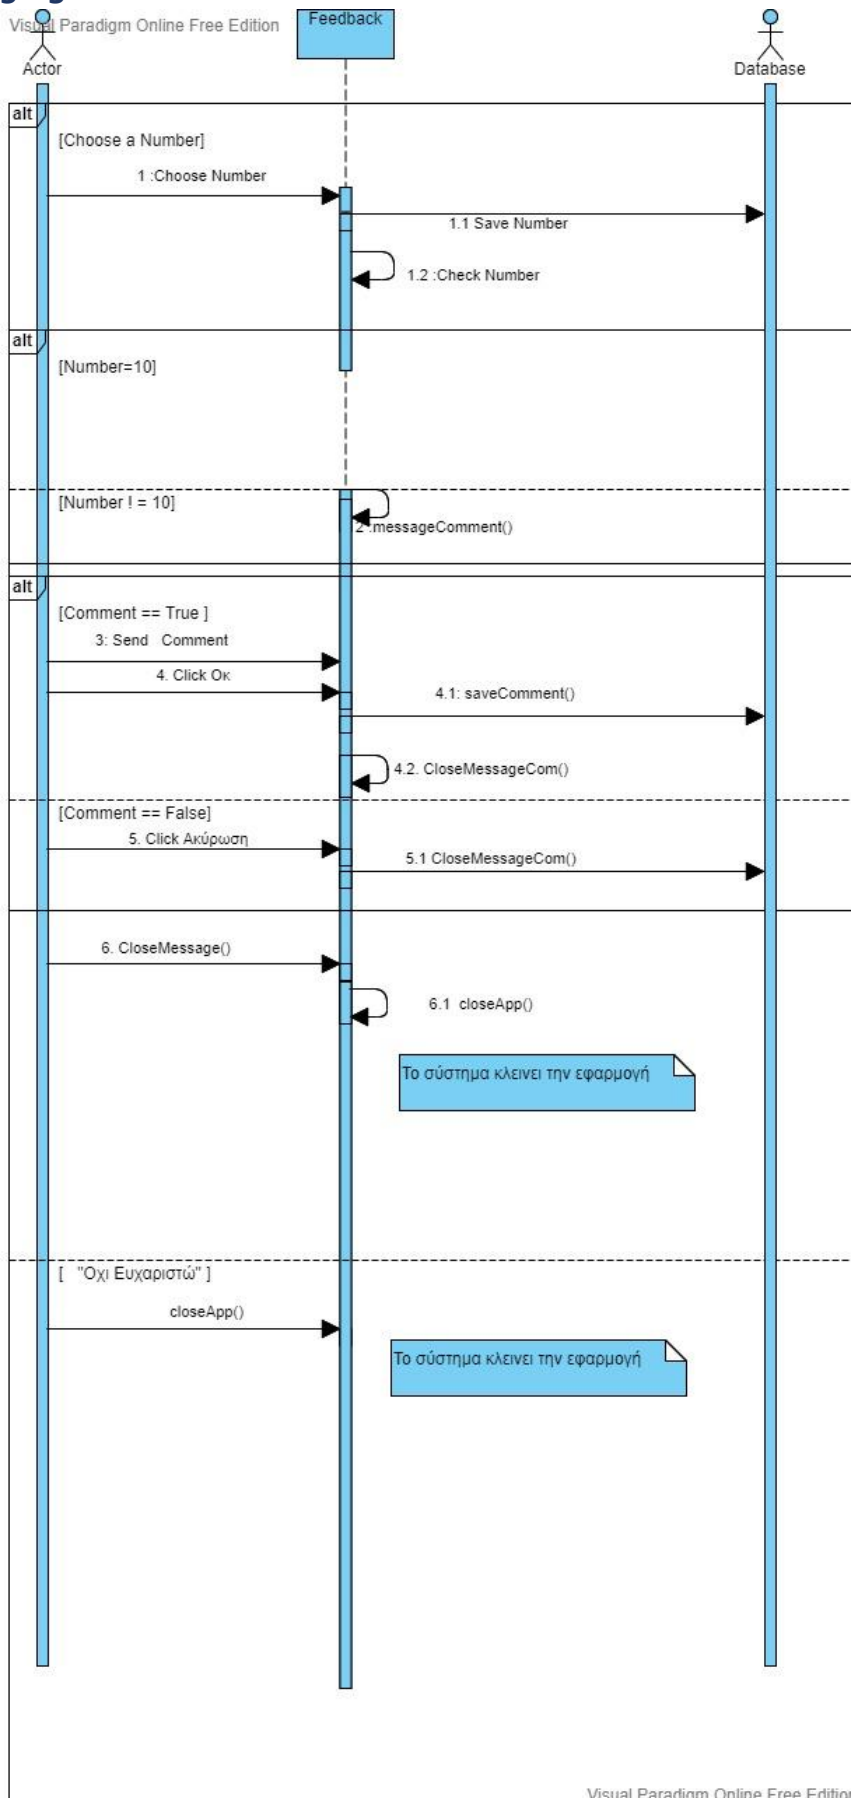 Visual Paradigm Online Free Edition
Feedback
Actor
Database
alt
[Choose a Number]
1 :Choose Number
1.1 Save Number
1.2 :Check Number
alt
[Number=10]
[Number ! = 10]
2 :messageComment()
alt
[Comment == True ]
3: Send Comment
4. Click Οκ
4.1: saveComment()
4.2. CloseMessageCom()
[Comment == False]
5. Click Ακύρωση
5.1 CloseMessageCom()
6. CloseMessage()
6.1 closeApp()
Το σύστημα κλεινει την εφαρμογή
[ "Οχι Ευχαριστώ" ]
closeApp()
Το σύστημα κλεινει την εφαρμογή
Visual Paradigm Online Free Edition